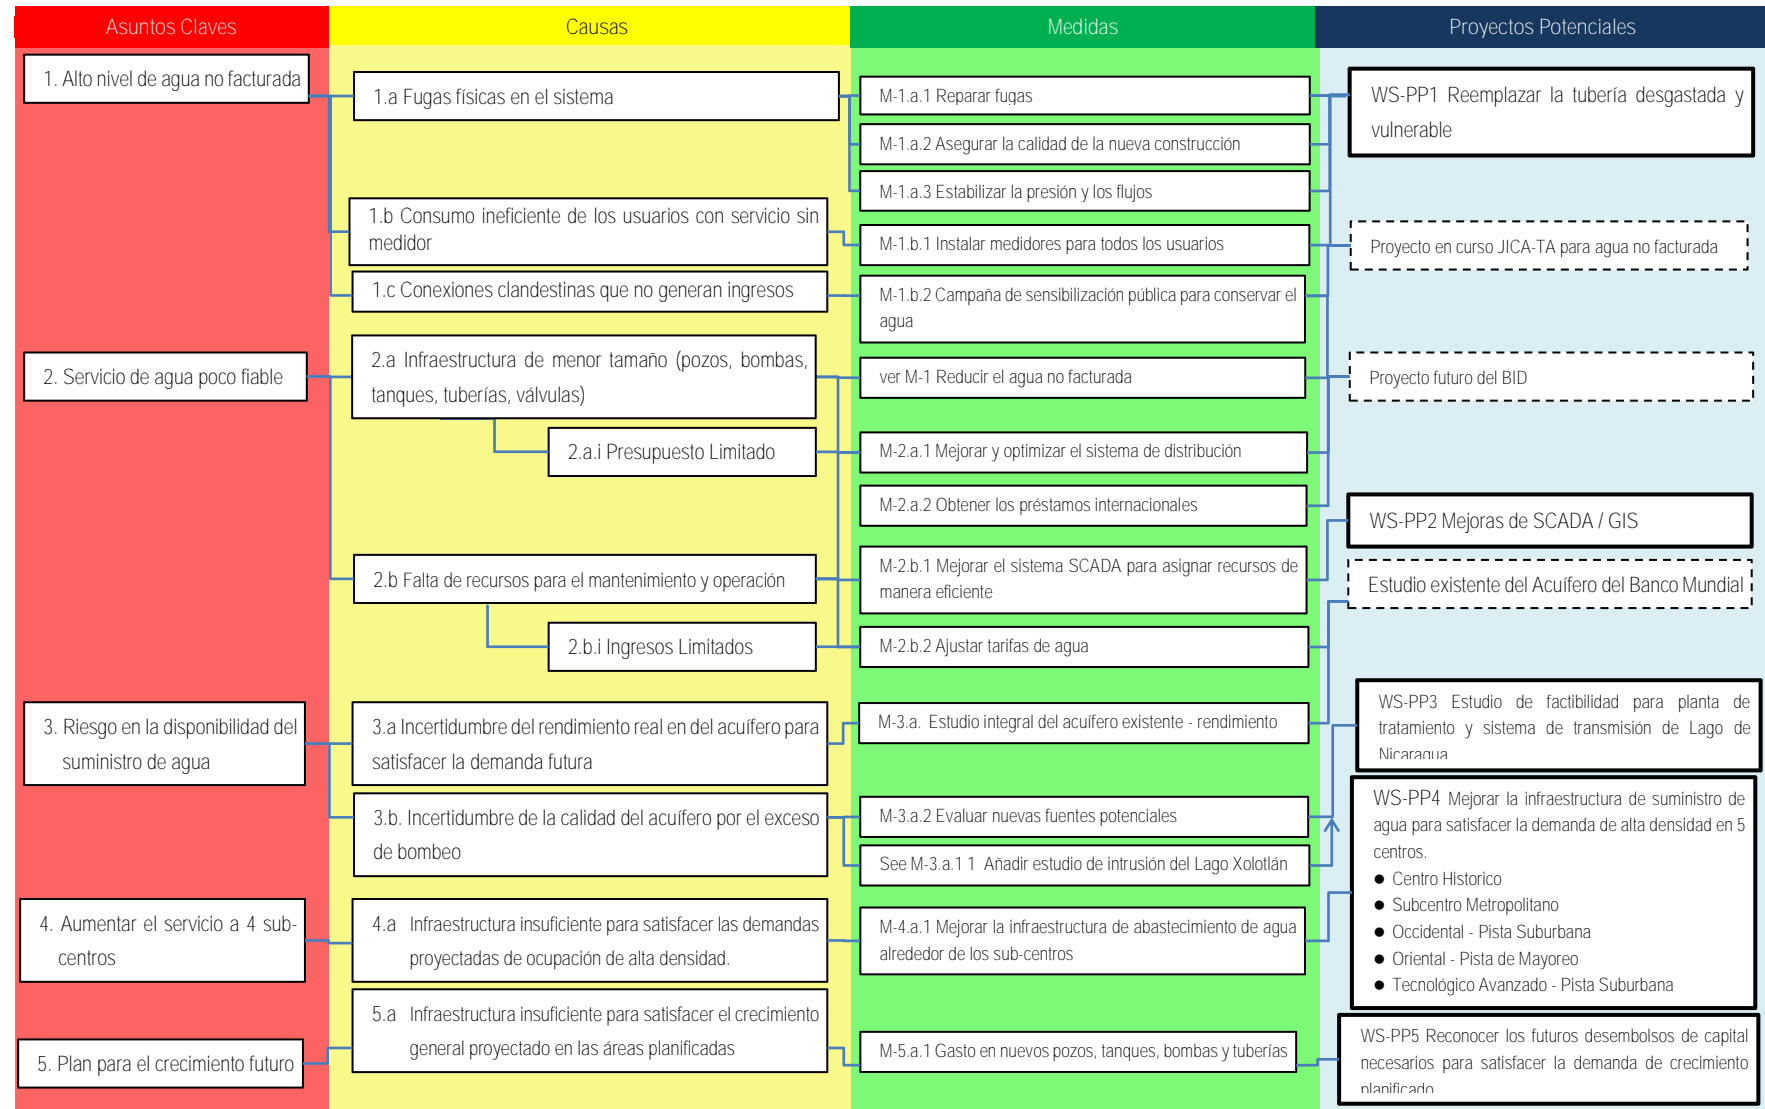 Asuntos Claves
Causas
Medidas
Proyectos Potenciales
1. Alto nivel de agua no facturada
2. Servicio de agua poco fiable
3. Riesgo en la disponibilidad del
suministro de agua
4. Aumentar el servicio a 4 sub-
centros
5. Plan para el crecimiento futuro
1.a Fugas físicas en el sistema
1.b Consumo ineficiente de los usuarios con servicio sin
medidor
1.c Conexiones clandestinas que no generan ingresos
2.a Infraestructura de menor tamaño (pozos, bombas,
tanques, tuberías, válvulas)
2.a.i Presupuesto Limitado
2.b Falta de recursos para el mantenimiento y operación
2.b.i Ingresos Limitados
3.a Incertidumbre del rendimiento real en del acuífero para
satisfacer la demanda futura
3.b. Incertidumbre de la calidad del acuífero por el exceso
de bombeo
4.a Infraestructura insuficiente para satisfacer las demandas
proyectadas de ocupación de alta densidad.
5.a Infraestructura insuficiente para satisfacer el crecimiento
general proyectado en las áreas planificadas
M-1.a.1 Reparar fugas
M-1.a.2 Asegurar la calidad de la nueva construcción
M-1.a.3 Estabilizar la presión y los flujos
M-1.b.1 Instalar medidores para todos los usuarios
M-1.b.2 Campaña de sensibilización pública para conservar el
agua
ver M-1 Reducir el agua no facturada
M-2.a.1 Mejorar y optimizar el sistema de distribución
M-2.a.2 Obtener los préstamos internacionales
M-2.b.1 Mejorar el sistema SCADA para asignar recursos de
manera eficiente
M-2.b.2 Ajustar tarifas de agua
M-3.a. Estudio integral del acuífero existente - rendimiento
M-3.a.2 Evaluar nuevas fuentes potenciales
See M-3.a.1 1 Añadir estudio de intrusión del Lago Xolotlán
M-4.a.1 Mejorar la infraestructura de abastecimiento de agua
alrededor de los sub-centros
M-5.a.1 Gasto en nuevos pozos, tanques, bombas y tuberías
WS-PP1 Reemplazar la tubería desgastada y
vulnerable
Proyecto en curso JICA-TA para agua no facturada
Proyecto futuro del BID
WS-PP2 Mejoras de SCADA / GIS
Estudio existente del Acuífero del Banco Mundial
WS-PP3 Estudio de factibilidad para planta de
tratamiento y sistema de transmisión de Lago de
Nicaragua
WS-PP4 Mejorar la infraestructura de suministro de
agua para satisfacer la demanda de alta densidad en 5
centros.
● Centro Historico
● Subcentro Metropolitano
● Occidental - Pista Suburbana
● Oriental - Pista de Mayoreo
● Tecnológico Avanzado - Pista Suburbana
WS-PP5 Reconocer los futuros desembolsos de capital
necesarios para satisfacer la demanda de crecimiento
planificado